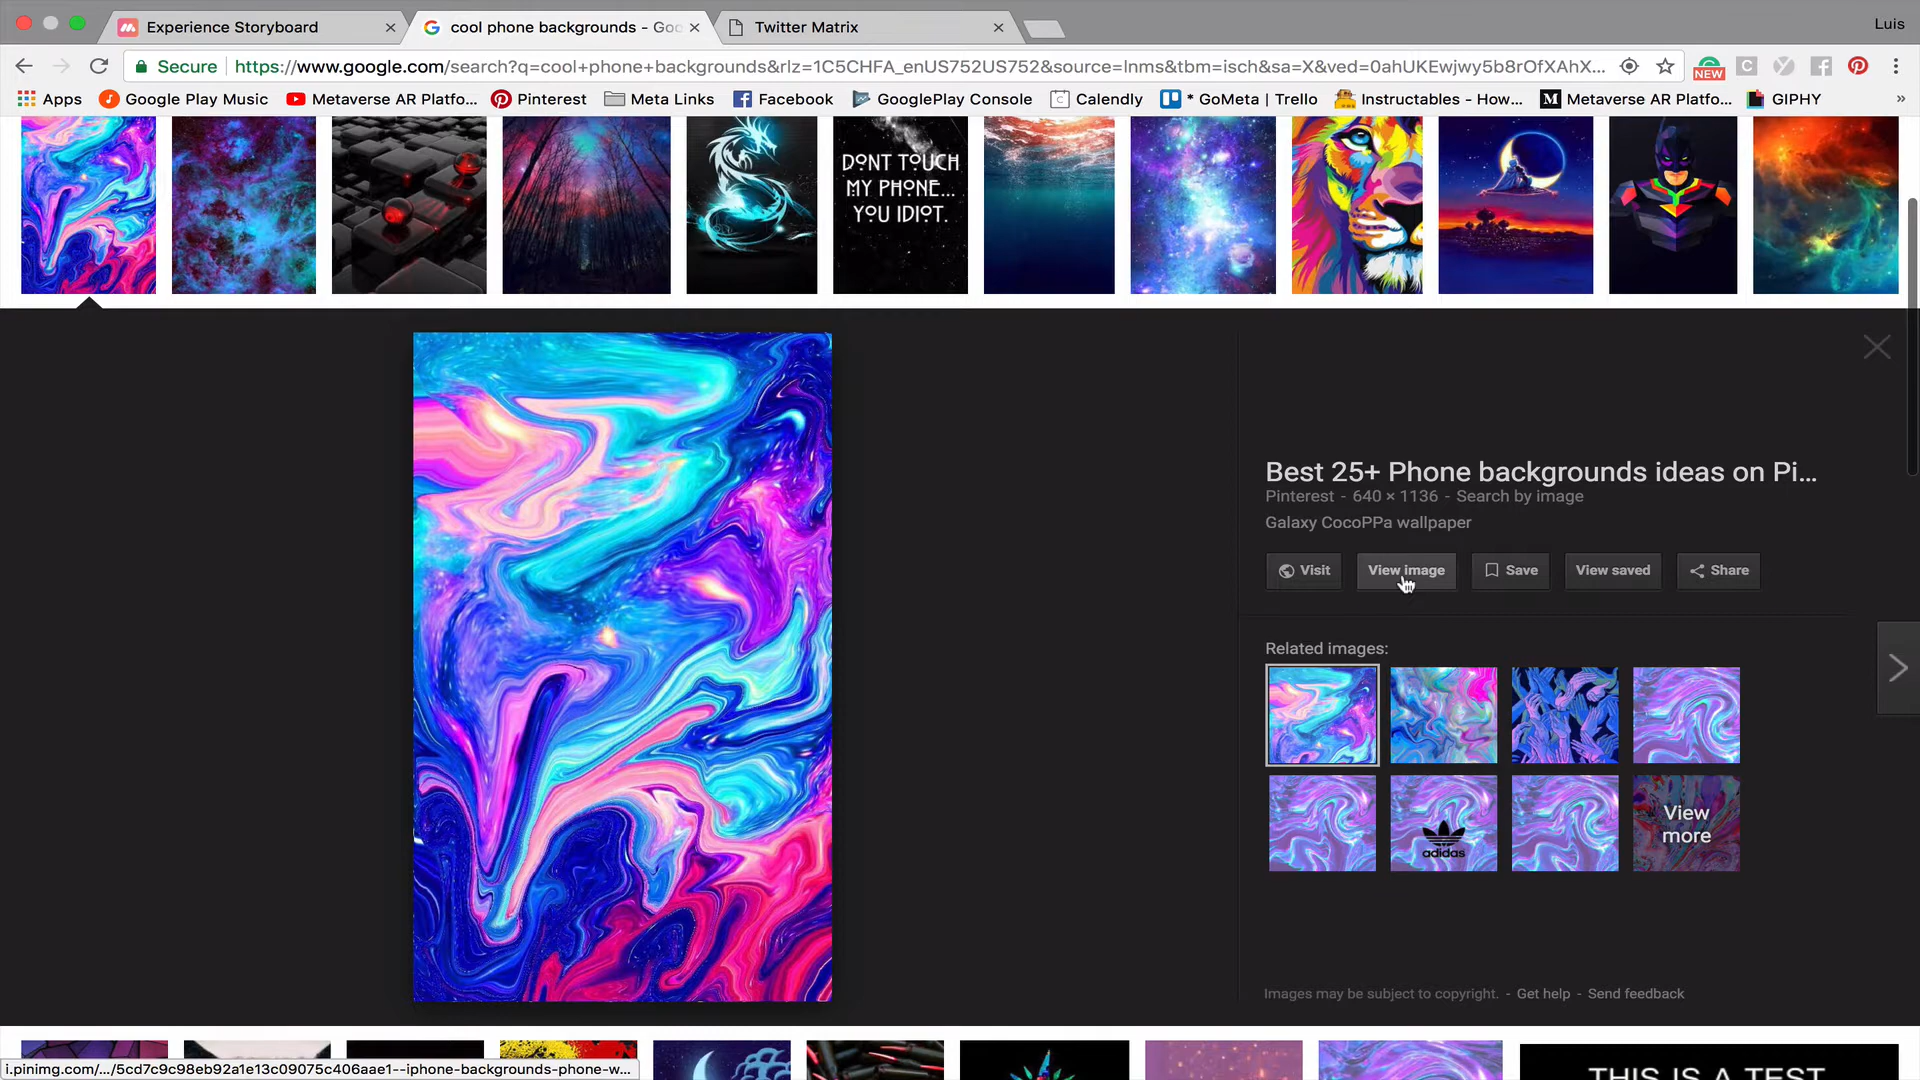 Experience Storyboard
cool phone backgrounds - Goo
Twitter Matrix
Luis
Secure https://www.google.com/search?q=cool+phone+backgrounds&rlz=1C5CHFA_enUS752US752&source=lnms&tbm=isch&sa=X&ved=0ahUKEwjwy5b8rOfXAhX...
NEW
Apps
Google Play Music
Metaverse AR Platfo...
Pinterest
Meta Links
Facebook
GooglePlay Console
Calendly
* GoMeta | Trello
Instructables - How...
Metaverse AR Platfo...
GIPHY
»
DONT TOUCH
MY PHONE...
YOU IDIOT.
Best 25+ Phone backgrounds ideas on Pi...
Pinterest - 640 × 1136 - Search by image
Galaxy CocoPPa wallpaper
Visit
View image
Save
View saved
Share
Related images:
adidas
View
more
Images may be subject to copyright. - Get help - Send feedback
THIS IS A TEST
i.pinimg.com/.../5cd7c9c98eb92a1e13c09075c406aae1--iphone-backgrounds-phone-w...